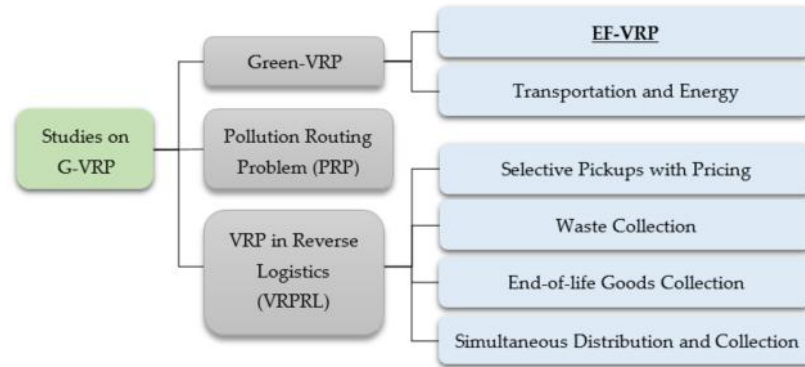 Studies on
G-VRP
Green-VRP
Pollution Routing
Problem (PRP)
VRP in Reverse
Logistics
(VRPRL)
EF-VRP
Transportation and Energy
Selective Pickups with Pricing
Waste Collection
End-of-life Goods Collection
Simultaneous Distribution and Collection